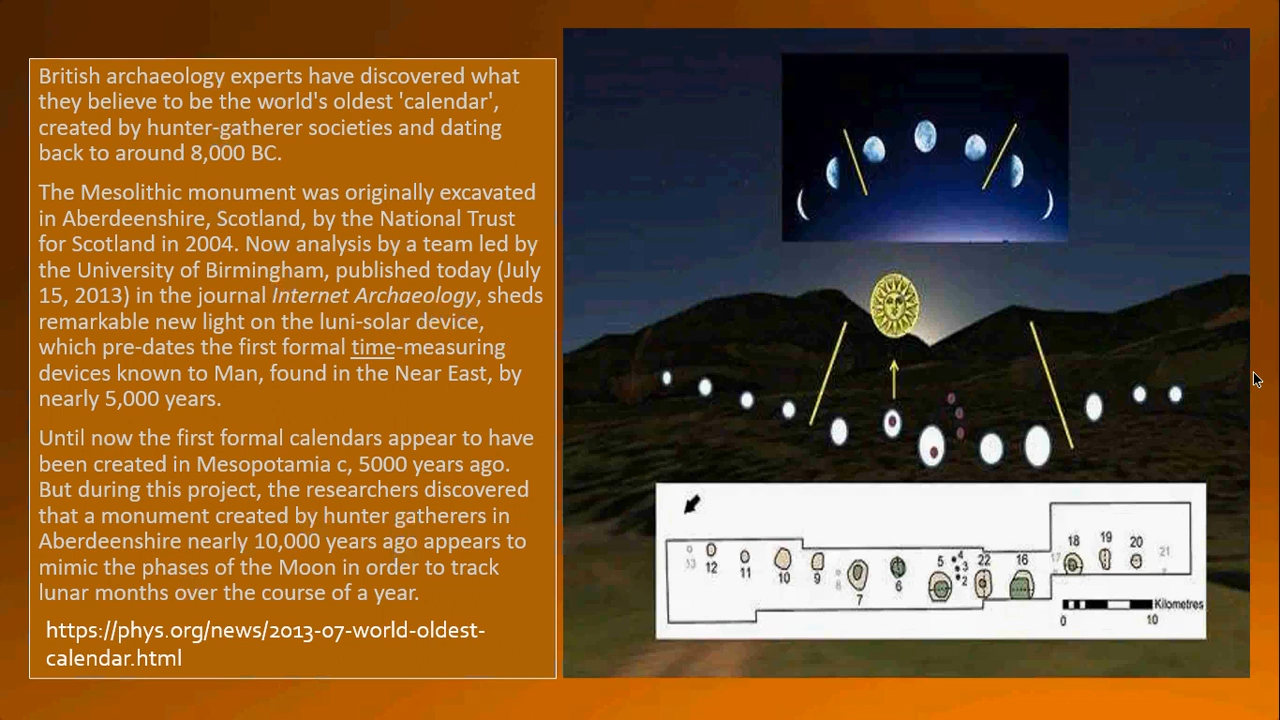 British archaeology experts have discovered what
they believe to be the world's oldest 'calendar',
created by hunter-gatherer societies and dating
back to around 8,000 BC.
The Mesolithic monument was originally excavated
in Aberdeenshire, Scotland, by the National Trust
for Scotland in 2004. Now analysis by a team led by
the University of Birmingham, published today (July
15, 2013) in the journal Internet Archaeology, sheds
remarkable new light on the luni-solar device,
which pre-dates the first formal time-measuring
devices known to Man, found in the Near East, by
nearly 5,000 years.
Until now the first formal calendars appear to have
been created in Mesopotamia c, 5000 years ago.
But during this project, the researchers discovered
that a monument created by hunter gatherers in
Aberdeenshire nearly 10,000 years ago appears to
mimic the phases of the Moon in order to track
lunar months over the course of a year.
https://phys.org/news/2013-07-world-oldest-
calendar.html
13 12 11 10 9 8 7 6 5 4 3 2 22 16 17 18 19 20 21
Kilometres
0 10